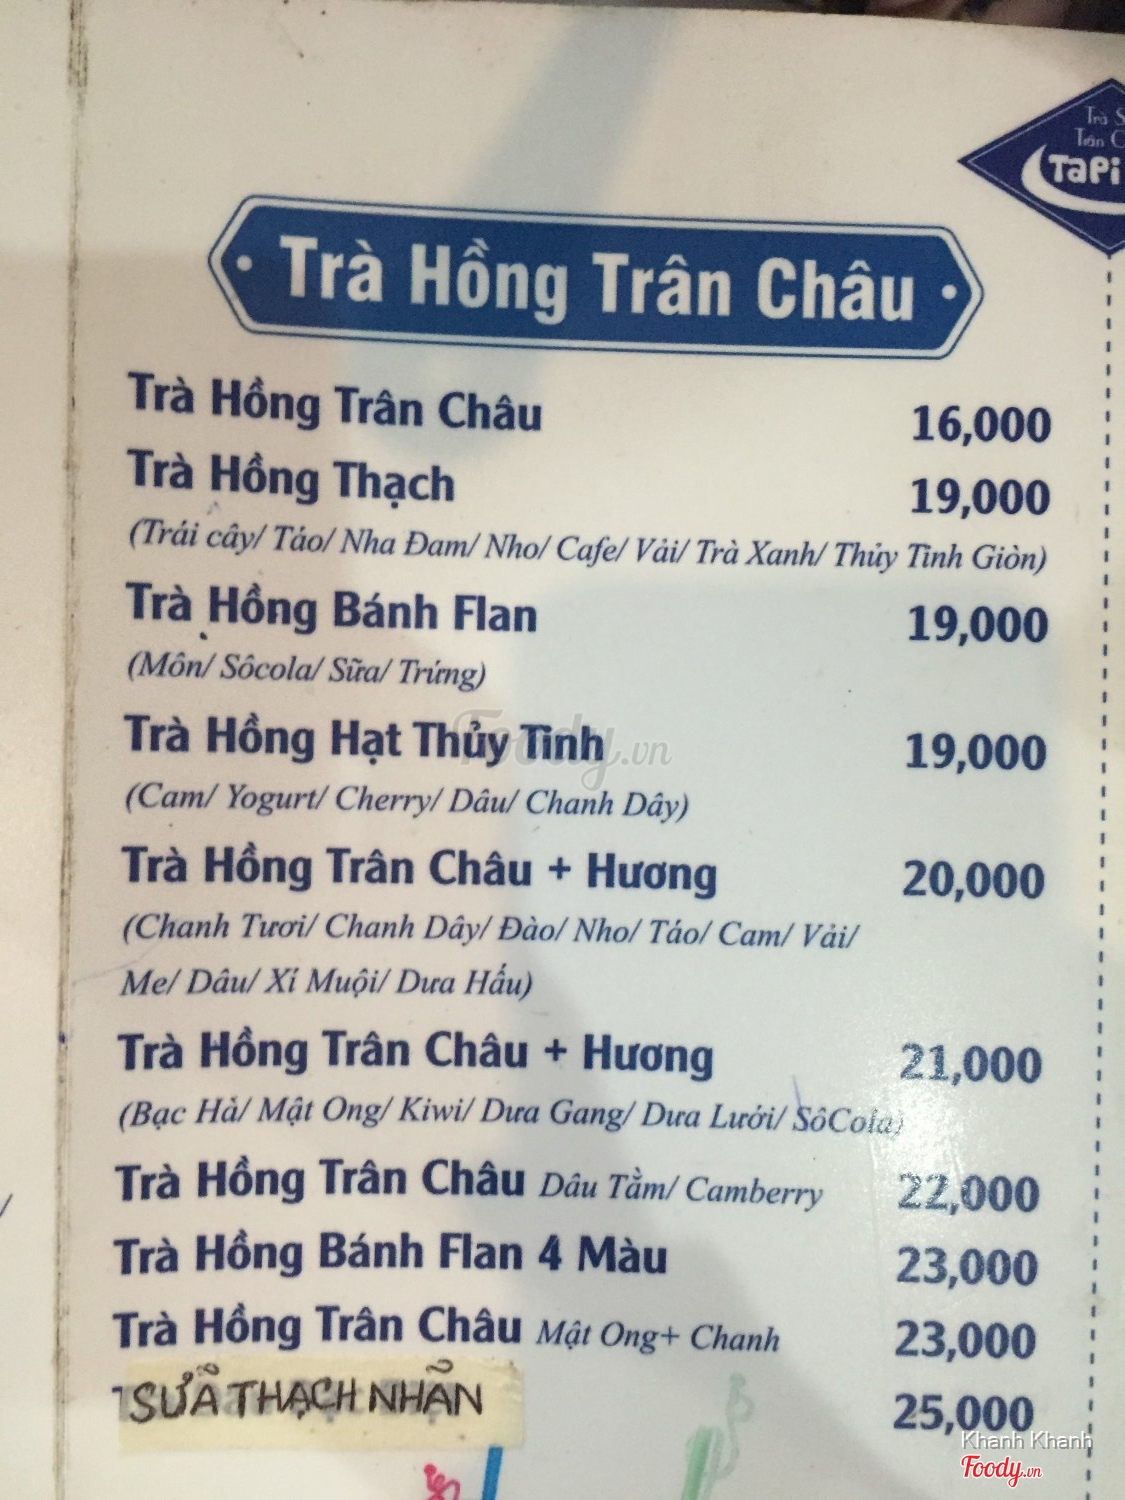 Trà S
Trân C
TaPi
Trà Hồng Trân Châu
Trà Hồng Trân Châu 16,000
Trà Hồng Thạch 19,000
(Trái cây/ Táo/ Nha Đam/ Nho/ Cafe/ Vải/ Trà Xanh/ Thủy Tinh Giòn)
Trà Hồng Bánh Flan 19,000
(Môn/ Sôcola/ Sữa/ Trứng)
Trà Hồng Hạt Thủy Tinh 19,000
Foody.vn
(Cam/ Yogurt/ Cherry/ Dâu/ Chanh Dây)
Trà Hồng Trân Châu + Hương 20,000
(Chanh Tươi/ Chanh Dây/ Đào/ Nho/ Táo/ Cam/ Vải/
Me/ Dâu/ Xí Muội/ Dưa Hấu)
Trà Hồng Trân Châu + Hương 21,000
(Bạc Hà/ Mật Ong/ Kiwi/ Dưa Gang/ Dưa Lưới/ SôCola)
Trà Hồng Trân Châu Dâu Tằm/ Camberry 22,000
Trà Hồng Bánh Flan 4 Màu 23,000
Trà Hồng Trân Châu Mật Ong+ Chanh 23,000
SỮA THẠCH NHÃN 25,000
Khanh Khanh
Foody.vn